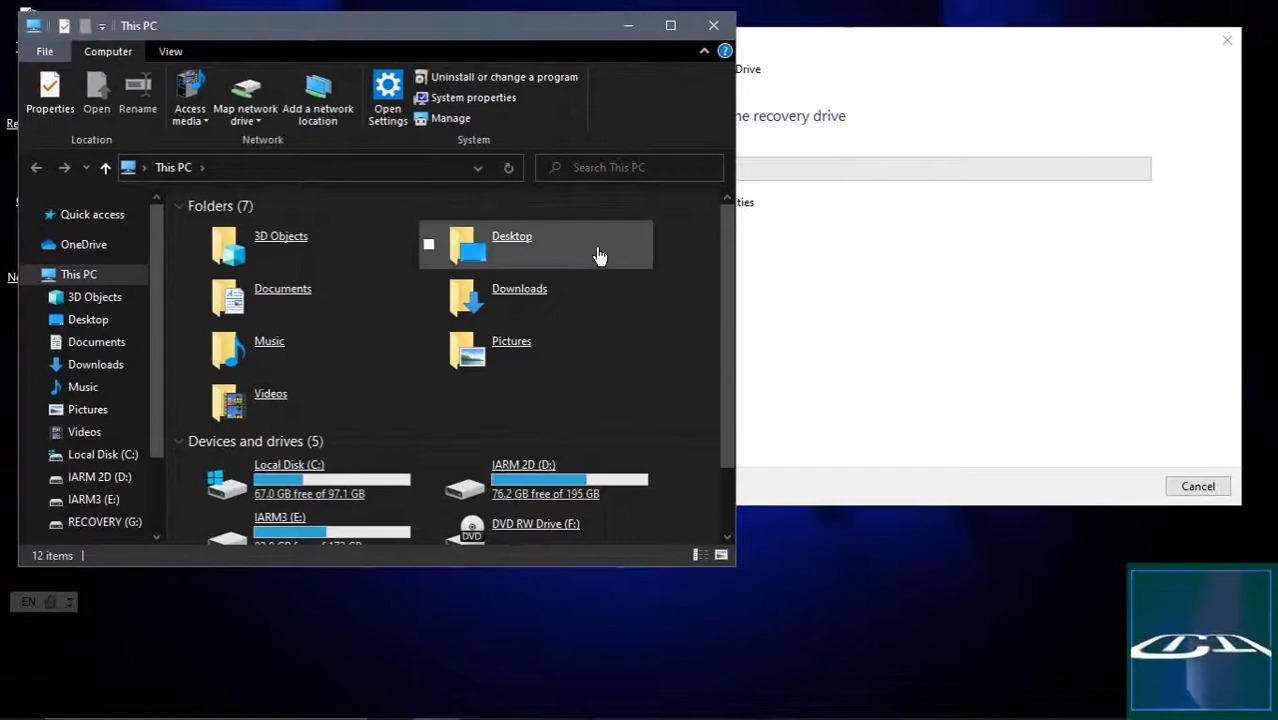 This PC
File
Computer
View
Properties
Open
Rename
Access media
Map network drive
Add a network location
Open Settings
Uninstall or change a program
System properties
Manage
Location
Network
System
This PC
Search This PC
Quick access
OneDrive
This PC
3D Objects
Desktop
Documents
Downloads
Music
Pictures
Videos
Local Disk (C:)
IARM 2D (D:)
IARM3 (E:)
RECOVERY (G:)
Folders (7)
3D Objects
Desktop
Documents
Downloads
Music
Pictures
Videos
Devices and drives (5)
Local Disk (C:)
67.0 GB free of 97.1 GB
IARM 2D (D:)
76.2 GB free of 195 GB
IARM3 (E:)
DVD RW Drive (F:)
DVD
12 items
Drive
recovery drive
Cancel
EN